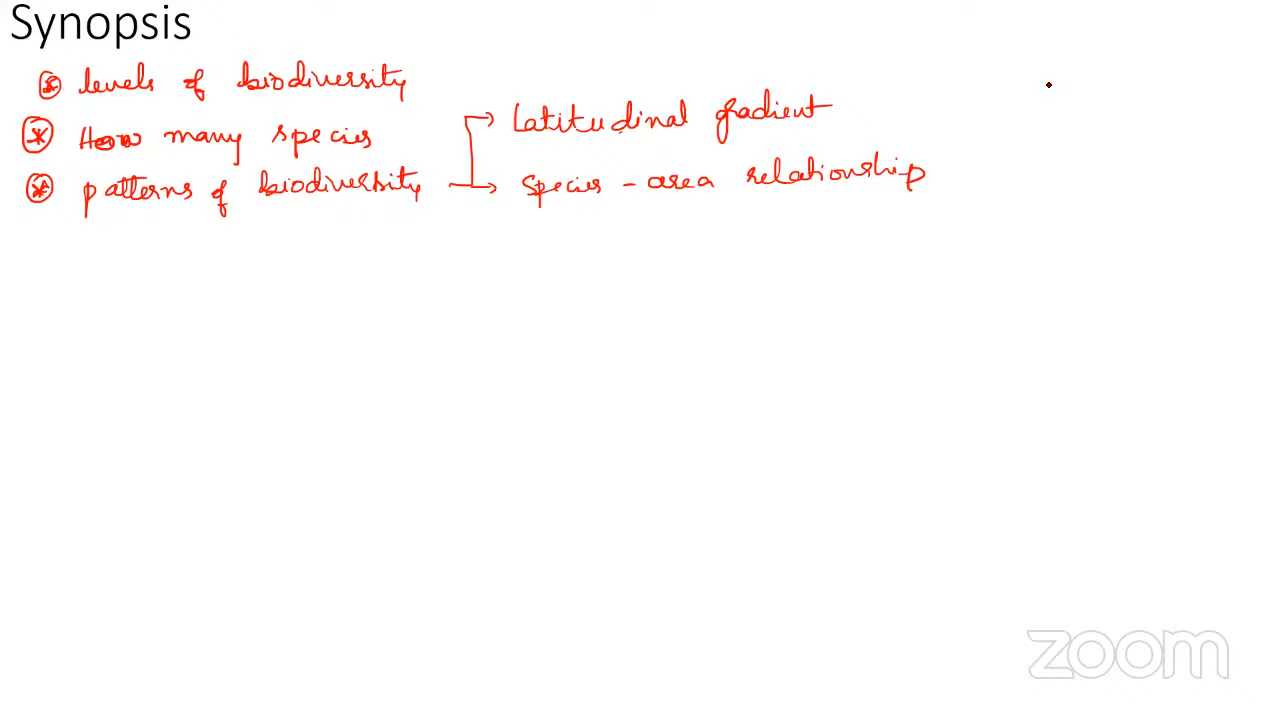 Synopsis
levels of biodiversity
How many species
patterns of biodiversity
Latitudinal gradient
Species - area relationship
zoom